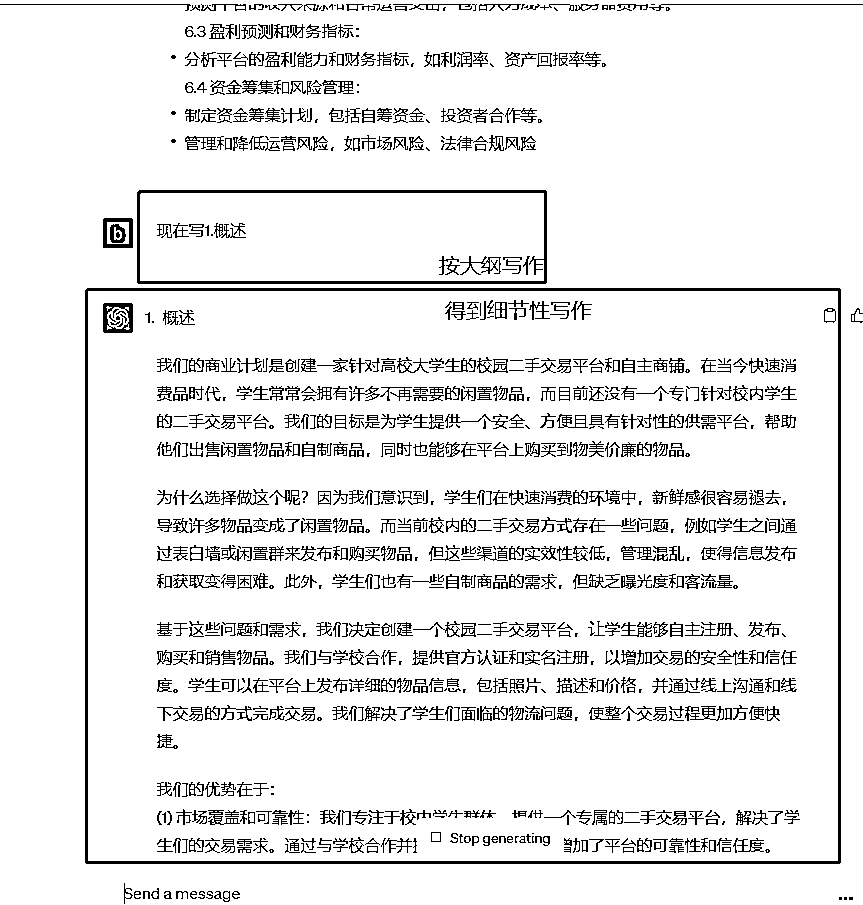 6.3 盈利预测和财务指标：
• 分析平台的盈利能力和财务指标，如利润率、资产回报率等。
6.4 资金筹集和风险管理：
• 制定资金筹集计划，包括自筹资金、投资者合作等。
• 管理和降低运营风险，如市场风险、法律合规风险
现在写1.概述
按大纲写作
得到细节性写作
1. 概述
我们的商业计划是创建一家针对高校大学生的校园二手交易平台和自主商铺。在当今快速消
费品时代，学生常常会拥有许多不再需要的闲置物品，而目前还没有一个专门针对校内学生
的二手交易平台。我们的目标是为学生提供一个安全、方便且具有针对性的供需平台，帮助
他们出售闲置物品和自制商品，同时也能够在平台上购买到物美价廉的物品。
为什么选择做这个呢？因为我们意识到，学生们在快速消费的环境中，新鲜感很容易褪去，
导致许多物品变成了闲置物品。而当前校内的二手交易方式存在一些问题，例如学生之间通
过表白墙或闲置群来发布和购买物品，但这些渠道的实效性较低，管理混乱，使得信息发布
和获取变得困难。此外，学生们也有一些自制商品的需求，但缺乏曝光度和客流量。
基于这些问题和需求，我们决定创建一个校园二手交易平台，让学生能够自主注册、发布、
购买和销售物品。我们与学校合作，提供官方认证和实名注册，以增加交易的安全性和信任
度。学生可以在平台上发布详细的物品信息，包括照片、描述和价格，并通过线上沟通和线
下交易的方式完成交易。我们解决了学生们面临的物流问题，使整个交易过程更加方便快
捷。
我们的优势在于：
(1) 市场覆盖和可靠性：我们专注于校内学生群体，提供一个专属的二手交易平台，解决了学
生们的交易需求。通过与学校合作并 增加了平台的可靠性和信任度。
Stop generating
Send a message